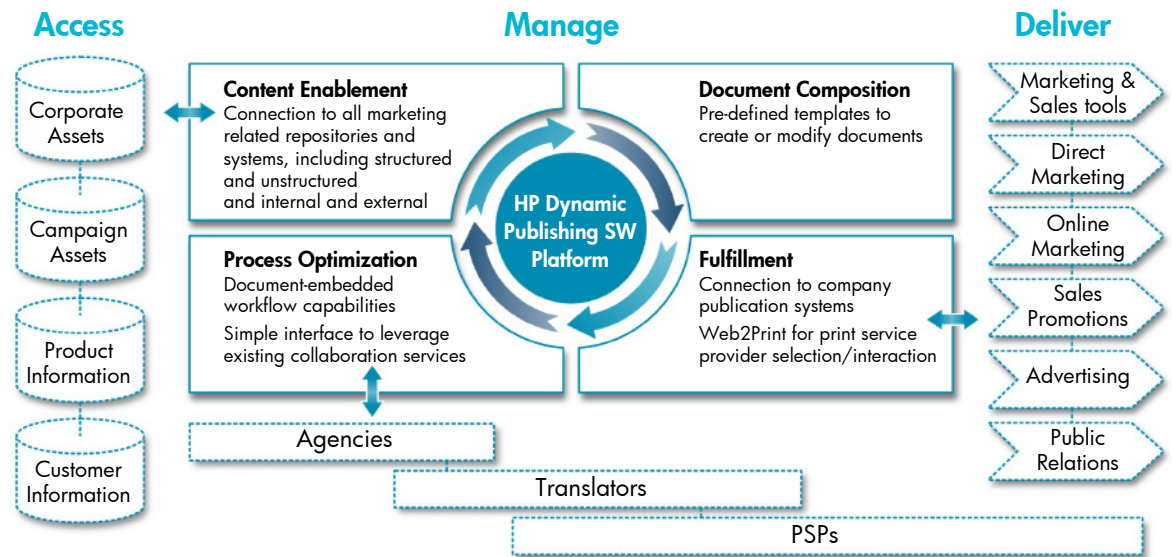 Access
Manage
Deliver
Corporate
Assets
Campaign
Assets
Product
Information
Customer
Information
Content Enablement
Connection to all marketing
related repositories and
systems, including structured
and unstructured
and internal and external
Document Composition
Pre-defined templates to
create or modify documents
HP Dynamic
Publishing SW
Platform
Process Optimization
Document-embedded
workflow capabilities
Simple interface to leverage
existing collaboration services
Fulfillment
Connection to company
publication systems
Web2Print for print service
provider selection/interaction
Agencies
Translators
PSPs
Marketing &
Sales tools
Direct
Marketing
Online
Marketing
Sales
Promotions
Advertising
Public
Relations